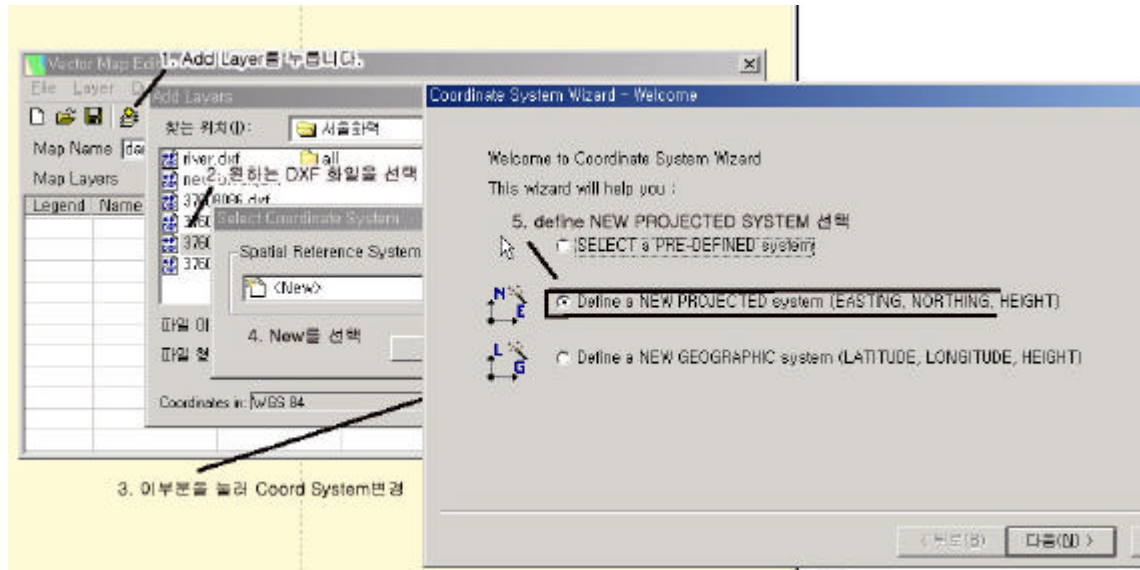 1. Add Layer를 누릅니다.
Vector Map Ed
File Layer D
Add Layers
찾는 위치(I): 서울화력
Map Name
Map Layers
Legend Name
river.dxf all
2. 원하는 DXF 화일을 선택
Select Coordinate System
Spatial Reference System
<New>
4. New를 선택
파일 이
파일 형
Coordinates in: WGS 84
3. 이부분을 눌러 Coord System변경
Coordinate System Wizard - Welcome
Welcome to Coordinate System Wizard
This wizard will help you :
5. define NEW PROJECTED SYSTEM 선택
SELECT a PRE-DEFINED system
N
E
Define a NEW PROJECTED system (EASTING, NORTHING, HEIGHT)
L
G
Define a NEW GEOGRAPHIC system (LATITUDE, LONGITUDE, HEIGHT)
< 뒤로(B) 다음(N) >